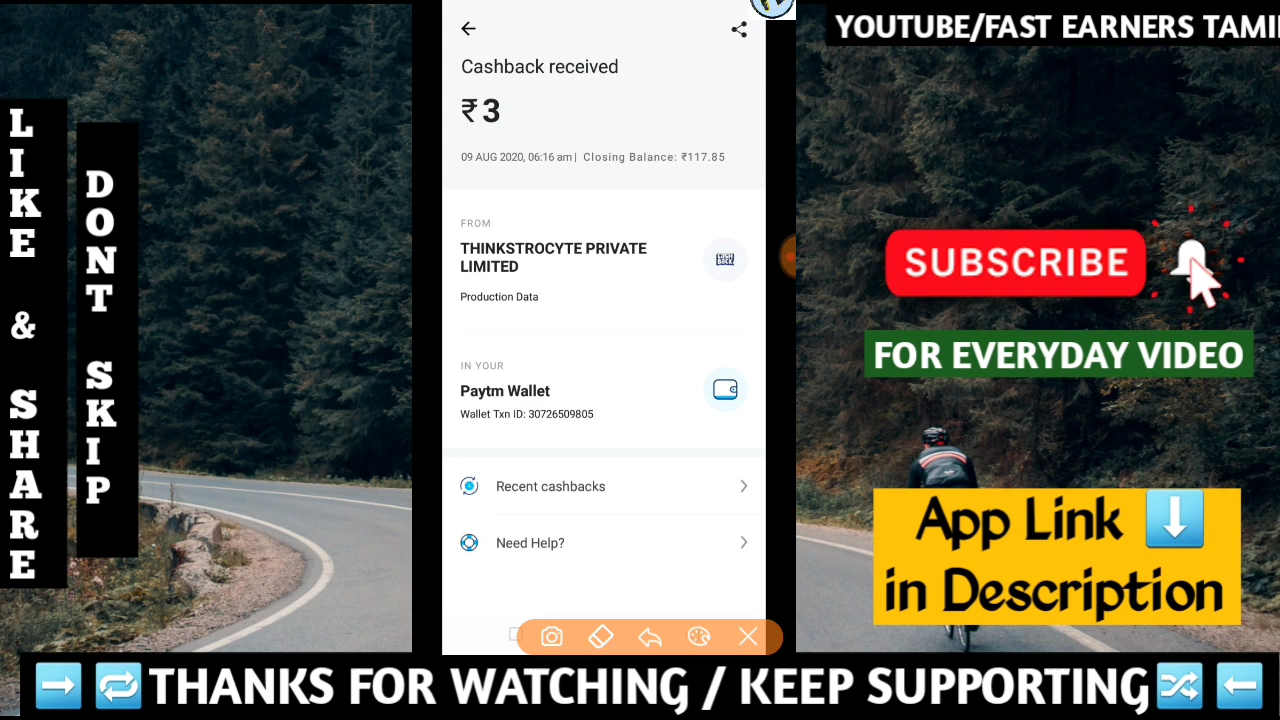 YOUTUBE/FAST EARNERS TAMI
LIKE & SHARE
DONT SKIP
Cashback received
₹3
09 AUG 2020, 06:16 am | Closing Balance: ₹117.85
FROM
THINKSTROCYTE PRIVATE
LIMITED
Production Data
IN YOUR
Paytm Wallet
Wallet Txn ID: 30726509805
Recent cashbacks
Need Help?
SUBSCRIBE
FOR EVERYDAY VIDEO
App Link
in Description
THANKS FOR WATCHING / KEEP SUPPORTING